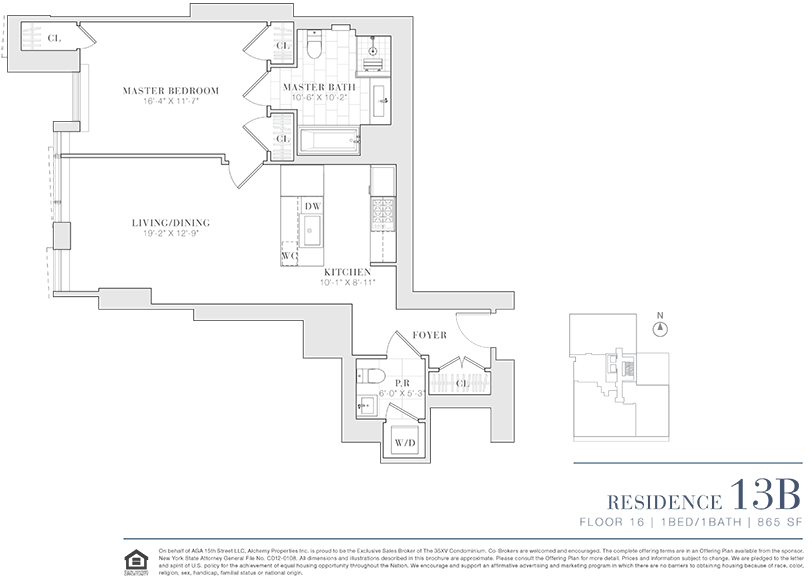 CL
CL
MASTER BEDROOM
16'-4" X 11'-7"
MASTER BATH
10'-6" X 10'-2"
CL
LIVING/DINING
19'-2" X 12'-9"
DW
WC
KITCHEN
10'-1" X 8'-11"
FOYER
P.R
6'-0" X 5'-3"
CL
W/D
N
RESIDENCE 13B
FLOOR 16 | 1BED/1BATH | 865 SF
On behalf of AGA 15th Street LLC, Alchemy Properties Inc. is proud to be the Exclusive Sales Broker of The 35XV Condominium. Co-Brokers are welcomed and encouraged. The complete offering terms are in an Offering Plan available from the sponsor.
New York State Attorney General File No. CD12-0108. All dimensions and illustrations described in this brochure are approximate. Please consult the Offering Plan for more detail. Prices and information subject to change. We are pledged to the letter
and spirit of U.S. policy for the achievement of equal housing opportunity throughout the Nation. We encourage and support an affirmative advertising and marketing program in which there are no barriers to obtaining housing because of race, color,
religion, sex, handicap, familial status or national origin.
EQUAL HOUSING
OPPORTUNITY